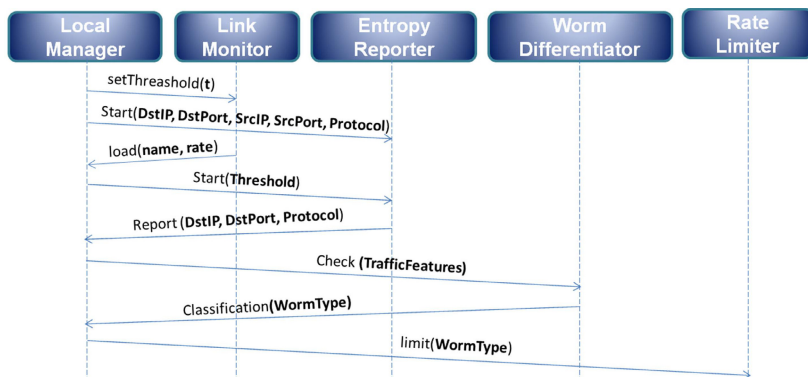 Local Manager
Link Monitor
Entropy Reporter
Worm Differentiator
Rate Limiter
setThreashold(t)
Start(DstIP, DstPort, SrcIP, SrcPort, Protocol)
load(name, rate)
Start(Threshold)
Report (DstIP, DstPort, Protocol)
Check (TrafficFeatures)
Classification(WormType)
limit(WormType)